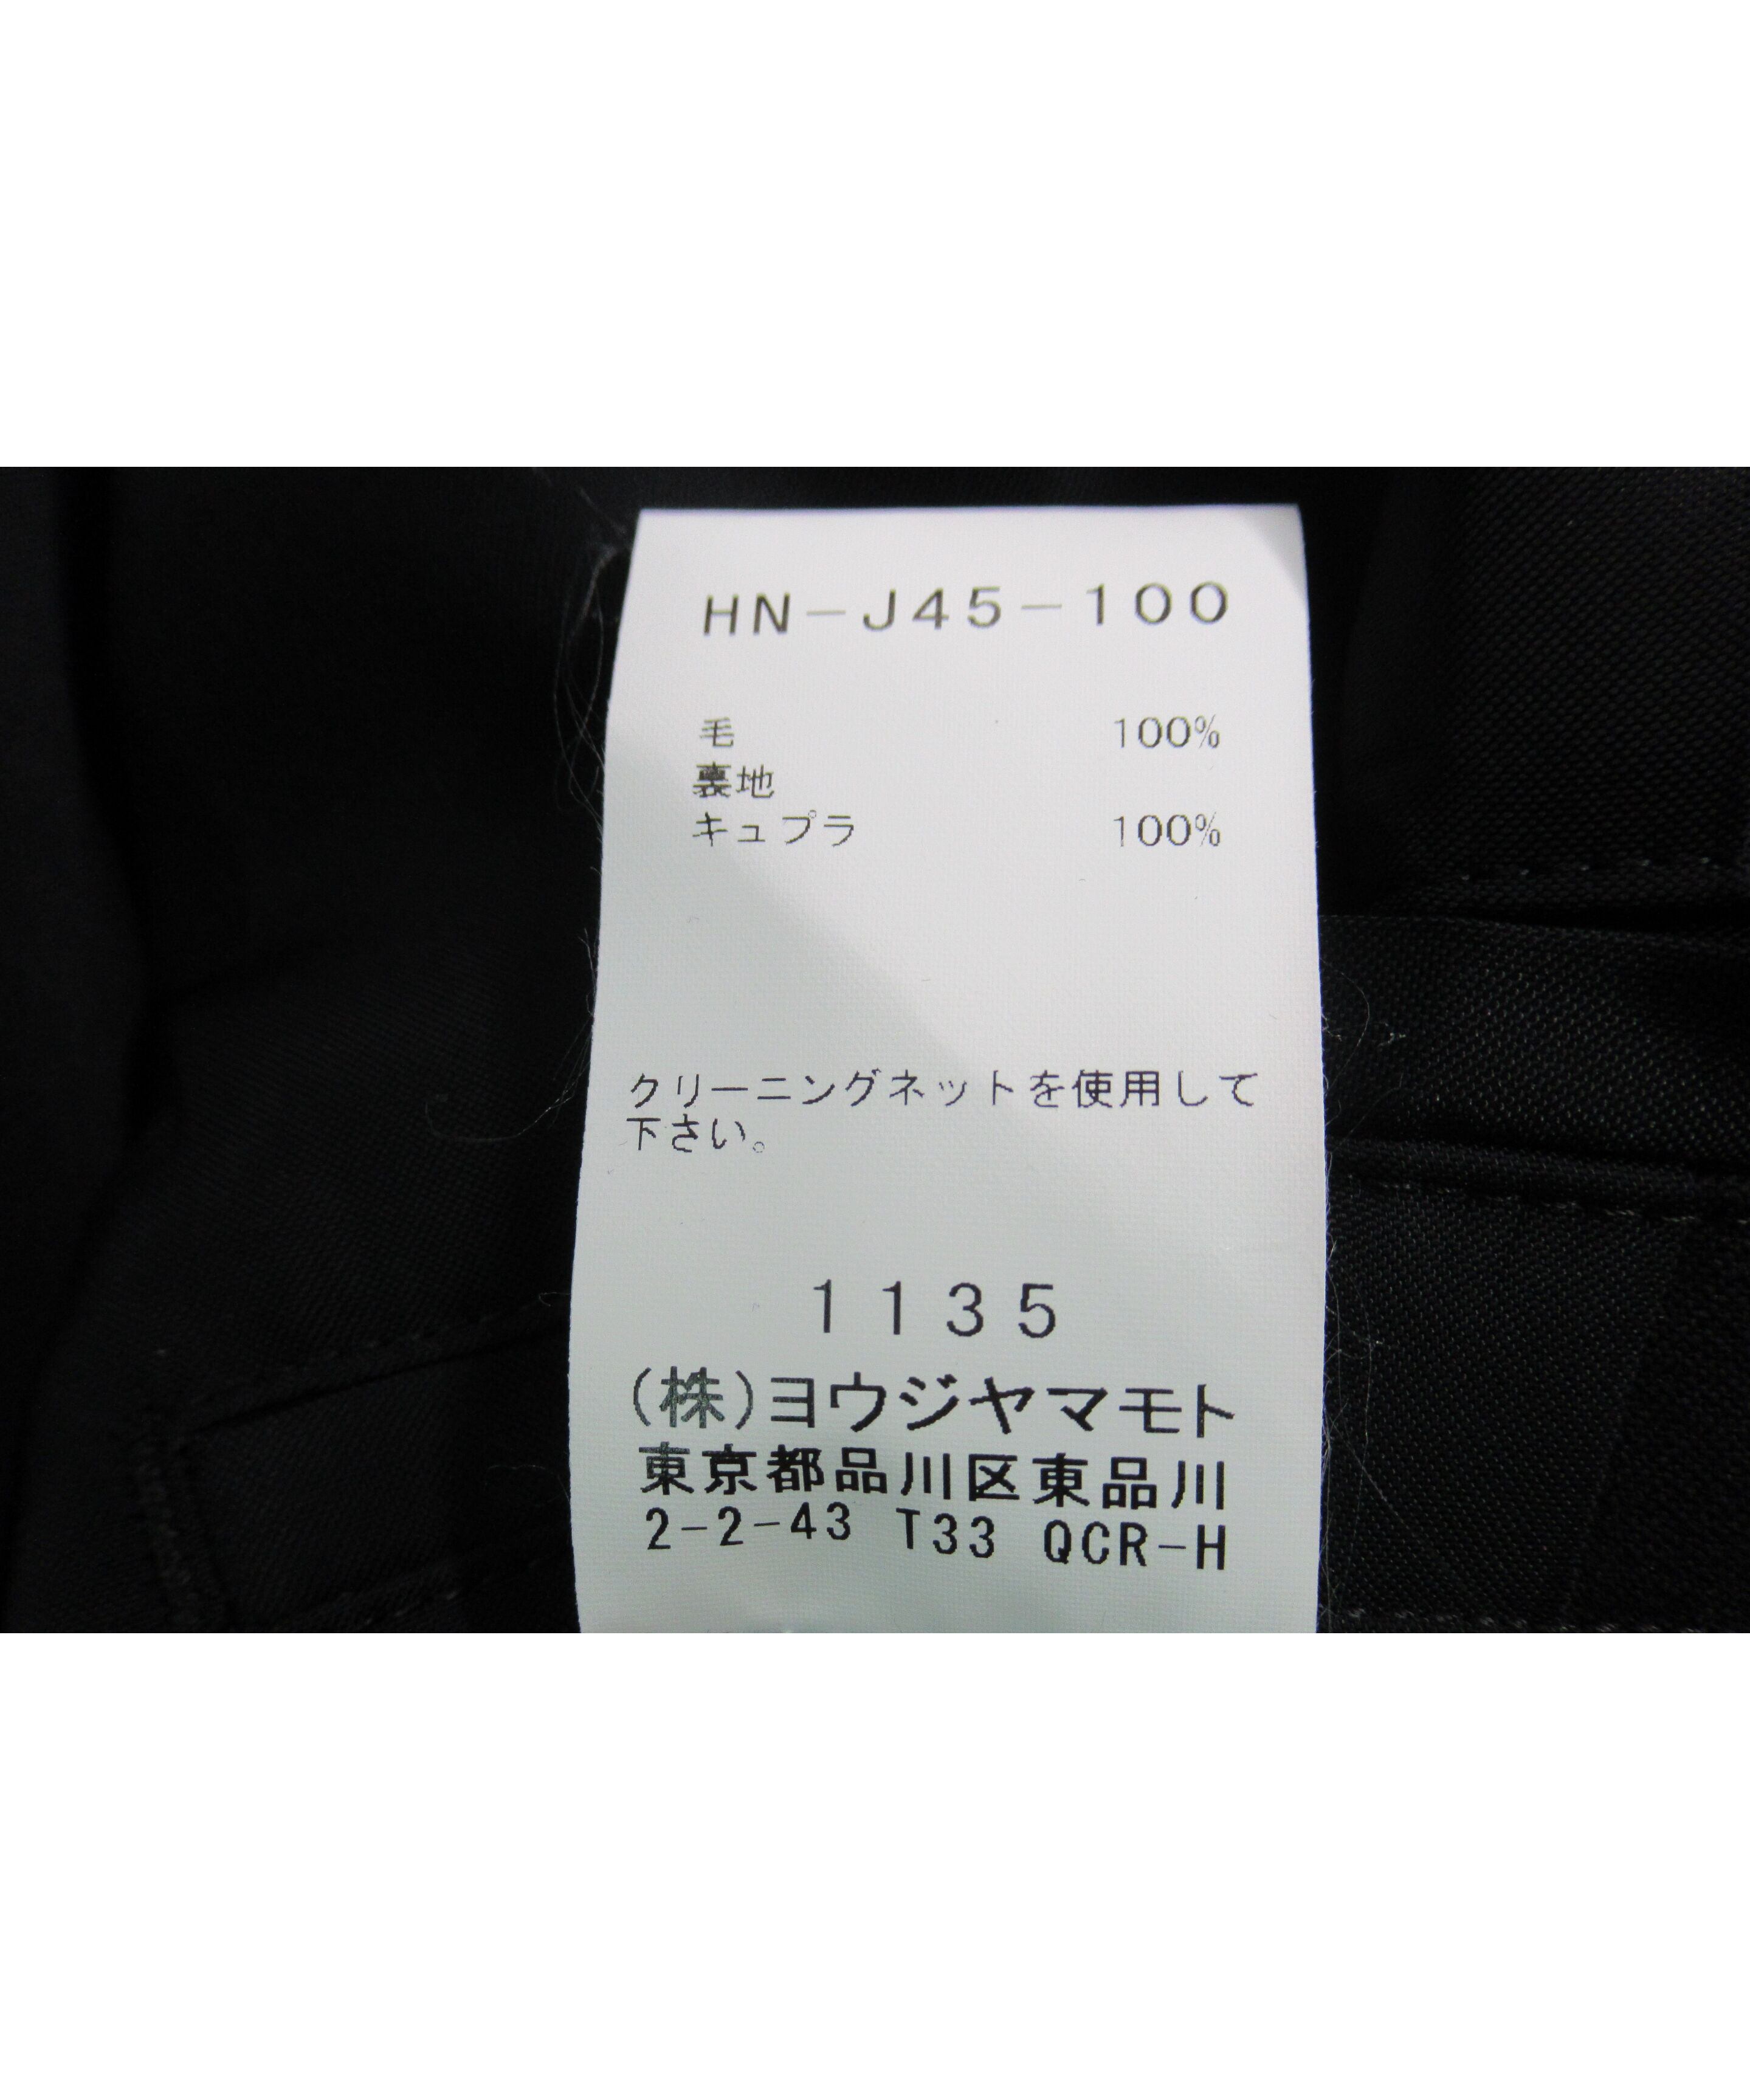 HN-J45-100
毛 100%
裏地
キュプラ 100%
クリーニングネットを使用して
下さい。
1135
(株)ヨウジヤマモト
東京都品川区東品川
2-2-43 T33 QCR-H